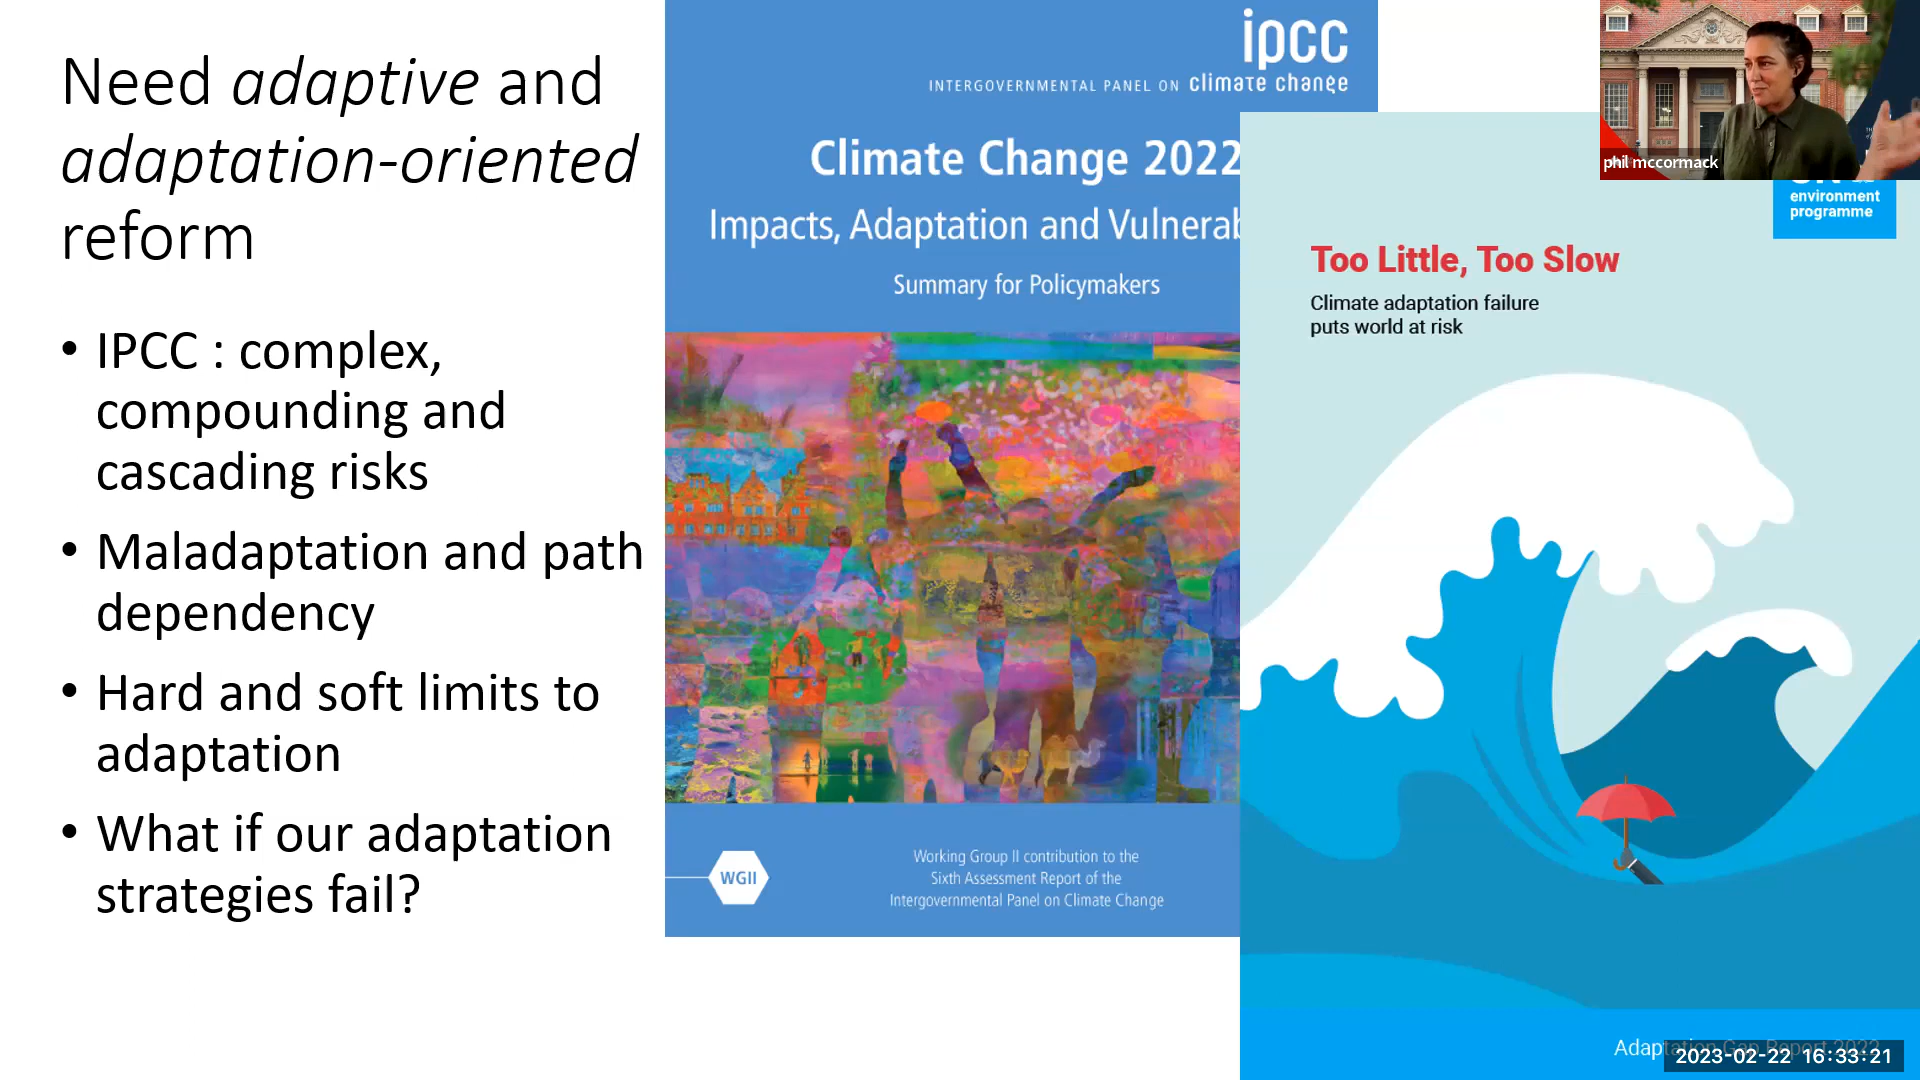 Need adaptive and
adaptation-oriented
reform
• IPCC : complex,
compounding and
cascading risks
• Maladaptation and path
dependency
• Hard and soft limits to
adaptation
• What if our adaptation
strategies fail?
ipcc
INTERGOVERNMENTAL PANEL ON climate change
Climate Change 2022
Impacts, Adaptation and Vulnerab
Summary for Policymakers
WGII
Working Group II contribution to the
Sixth Assessment Report of the
Intergovernmental Panel on Climate Change
phil mccormack
environment
programme
Too Little, Too Slow
Climate adaptation failure
puts world at risk
Adaptation Gap Report 2022
2023-02-22 16:33:21